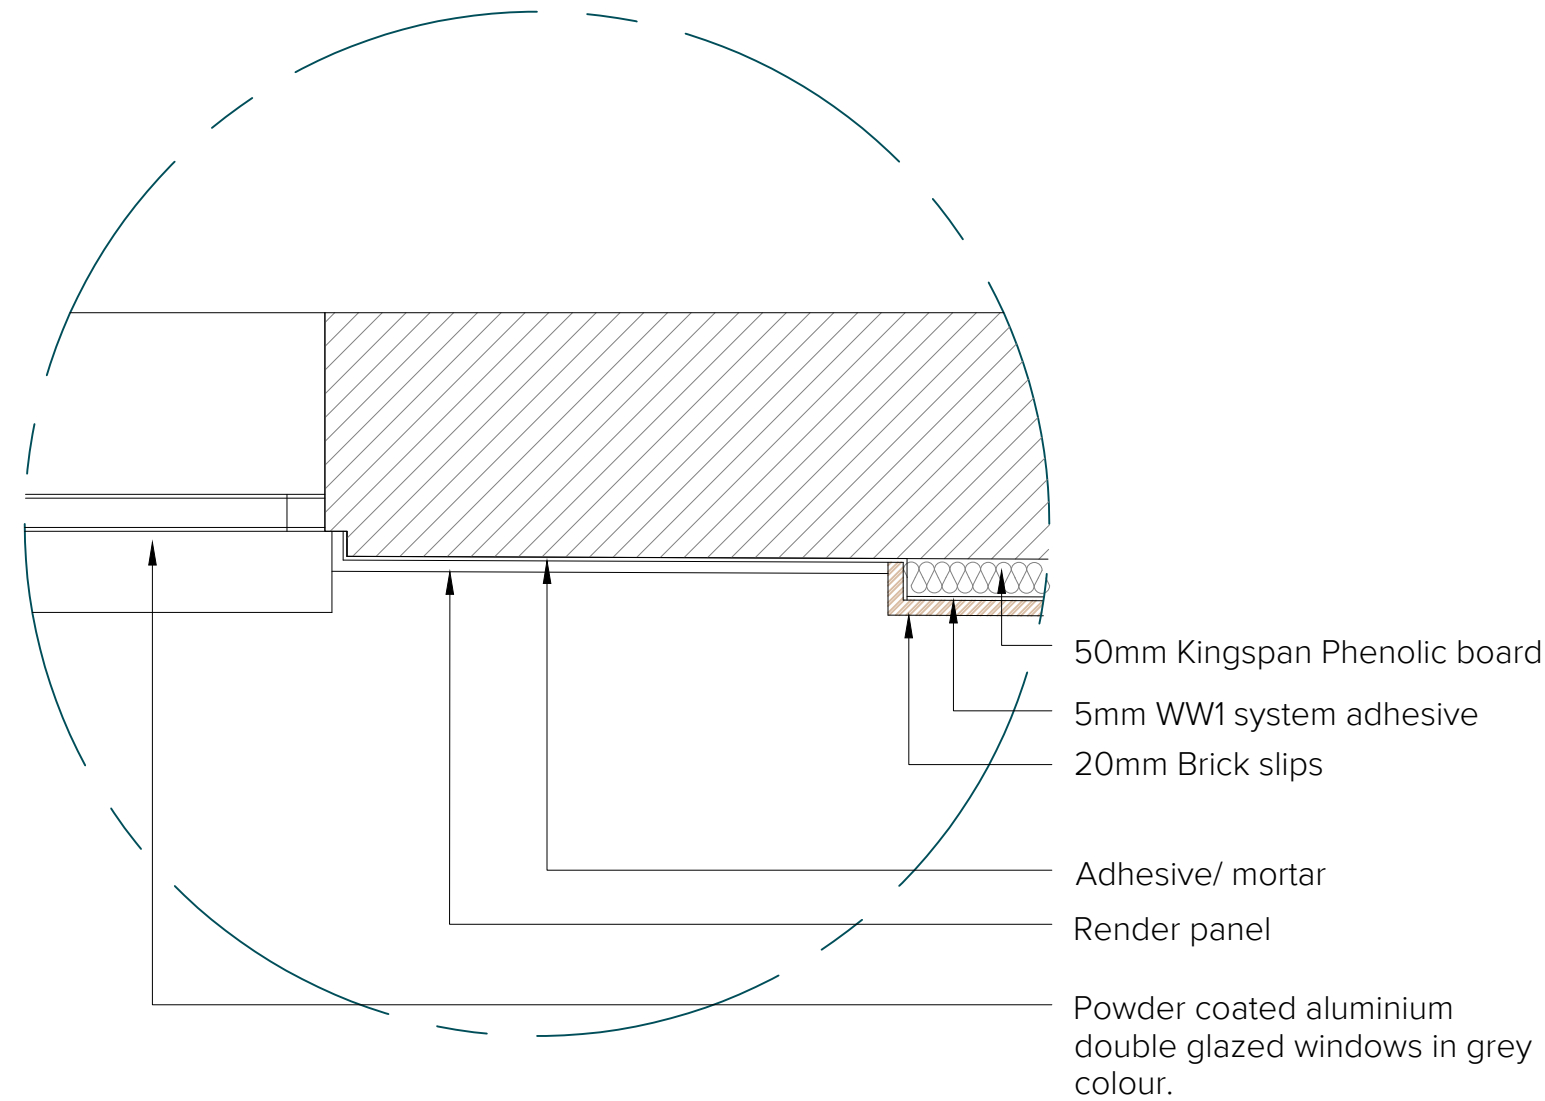 50mm Kingspan Phenolic board
5mm WW1 system adhesive
20mm Brick slips
Adhesive/ mortar
Render panel
Powder coated aluminium
double glazed windows in grey
colour.